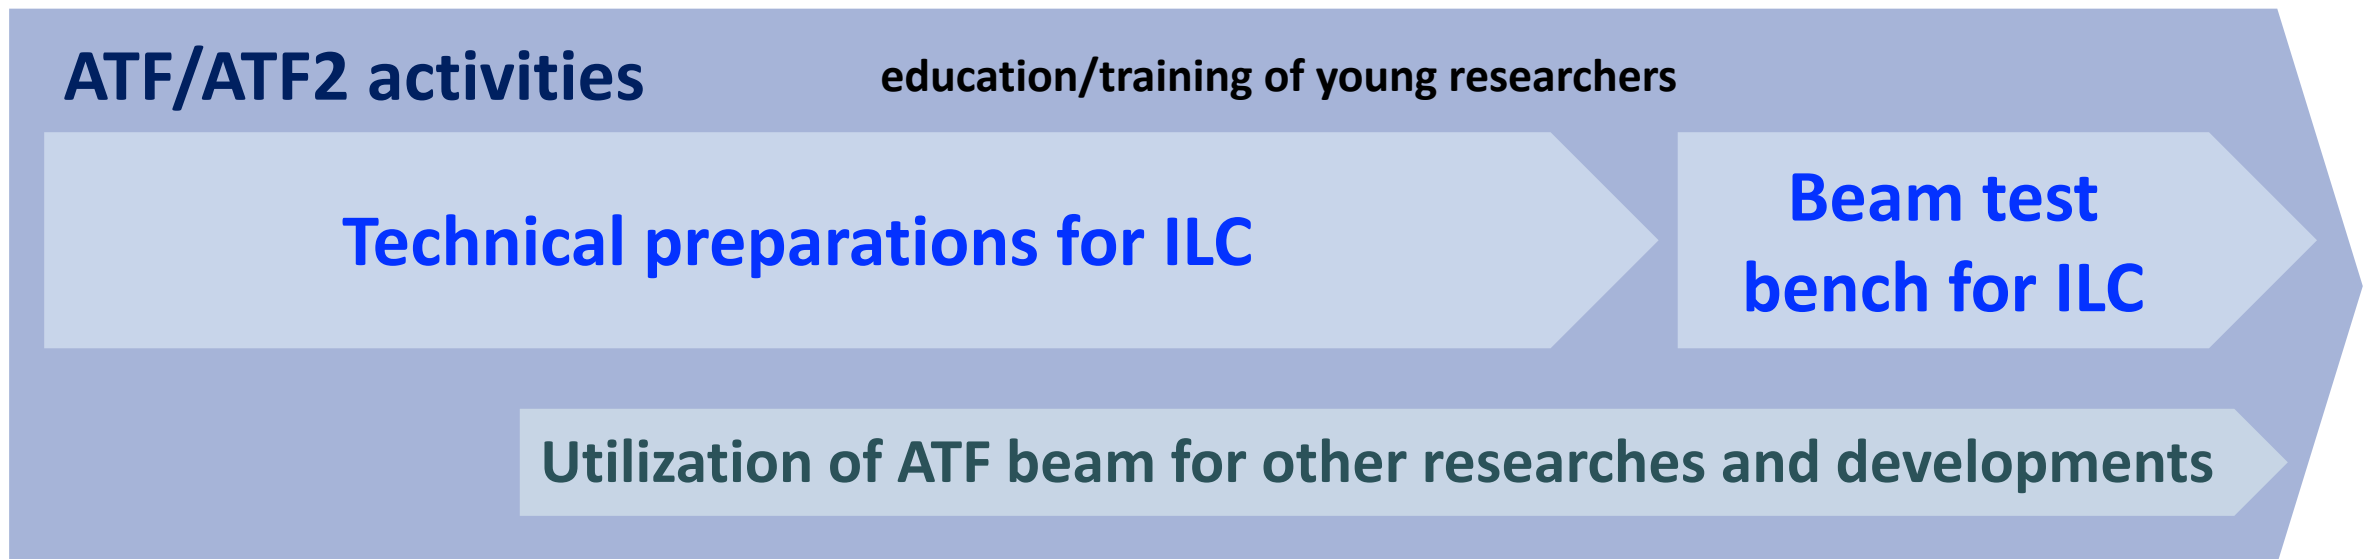 ATF/ATF2 activities
education/training of young researchers
Technical preparations for ILC
Beam test
bench for ILC
Utilization of ATF beam for other researches and developments